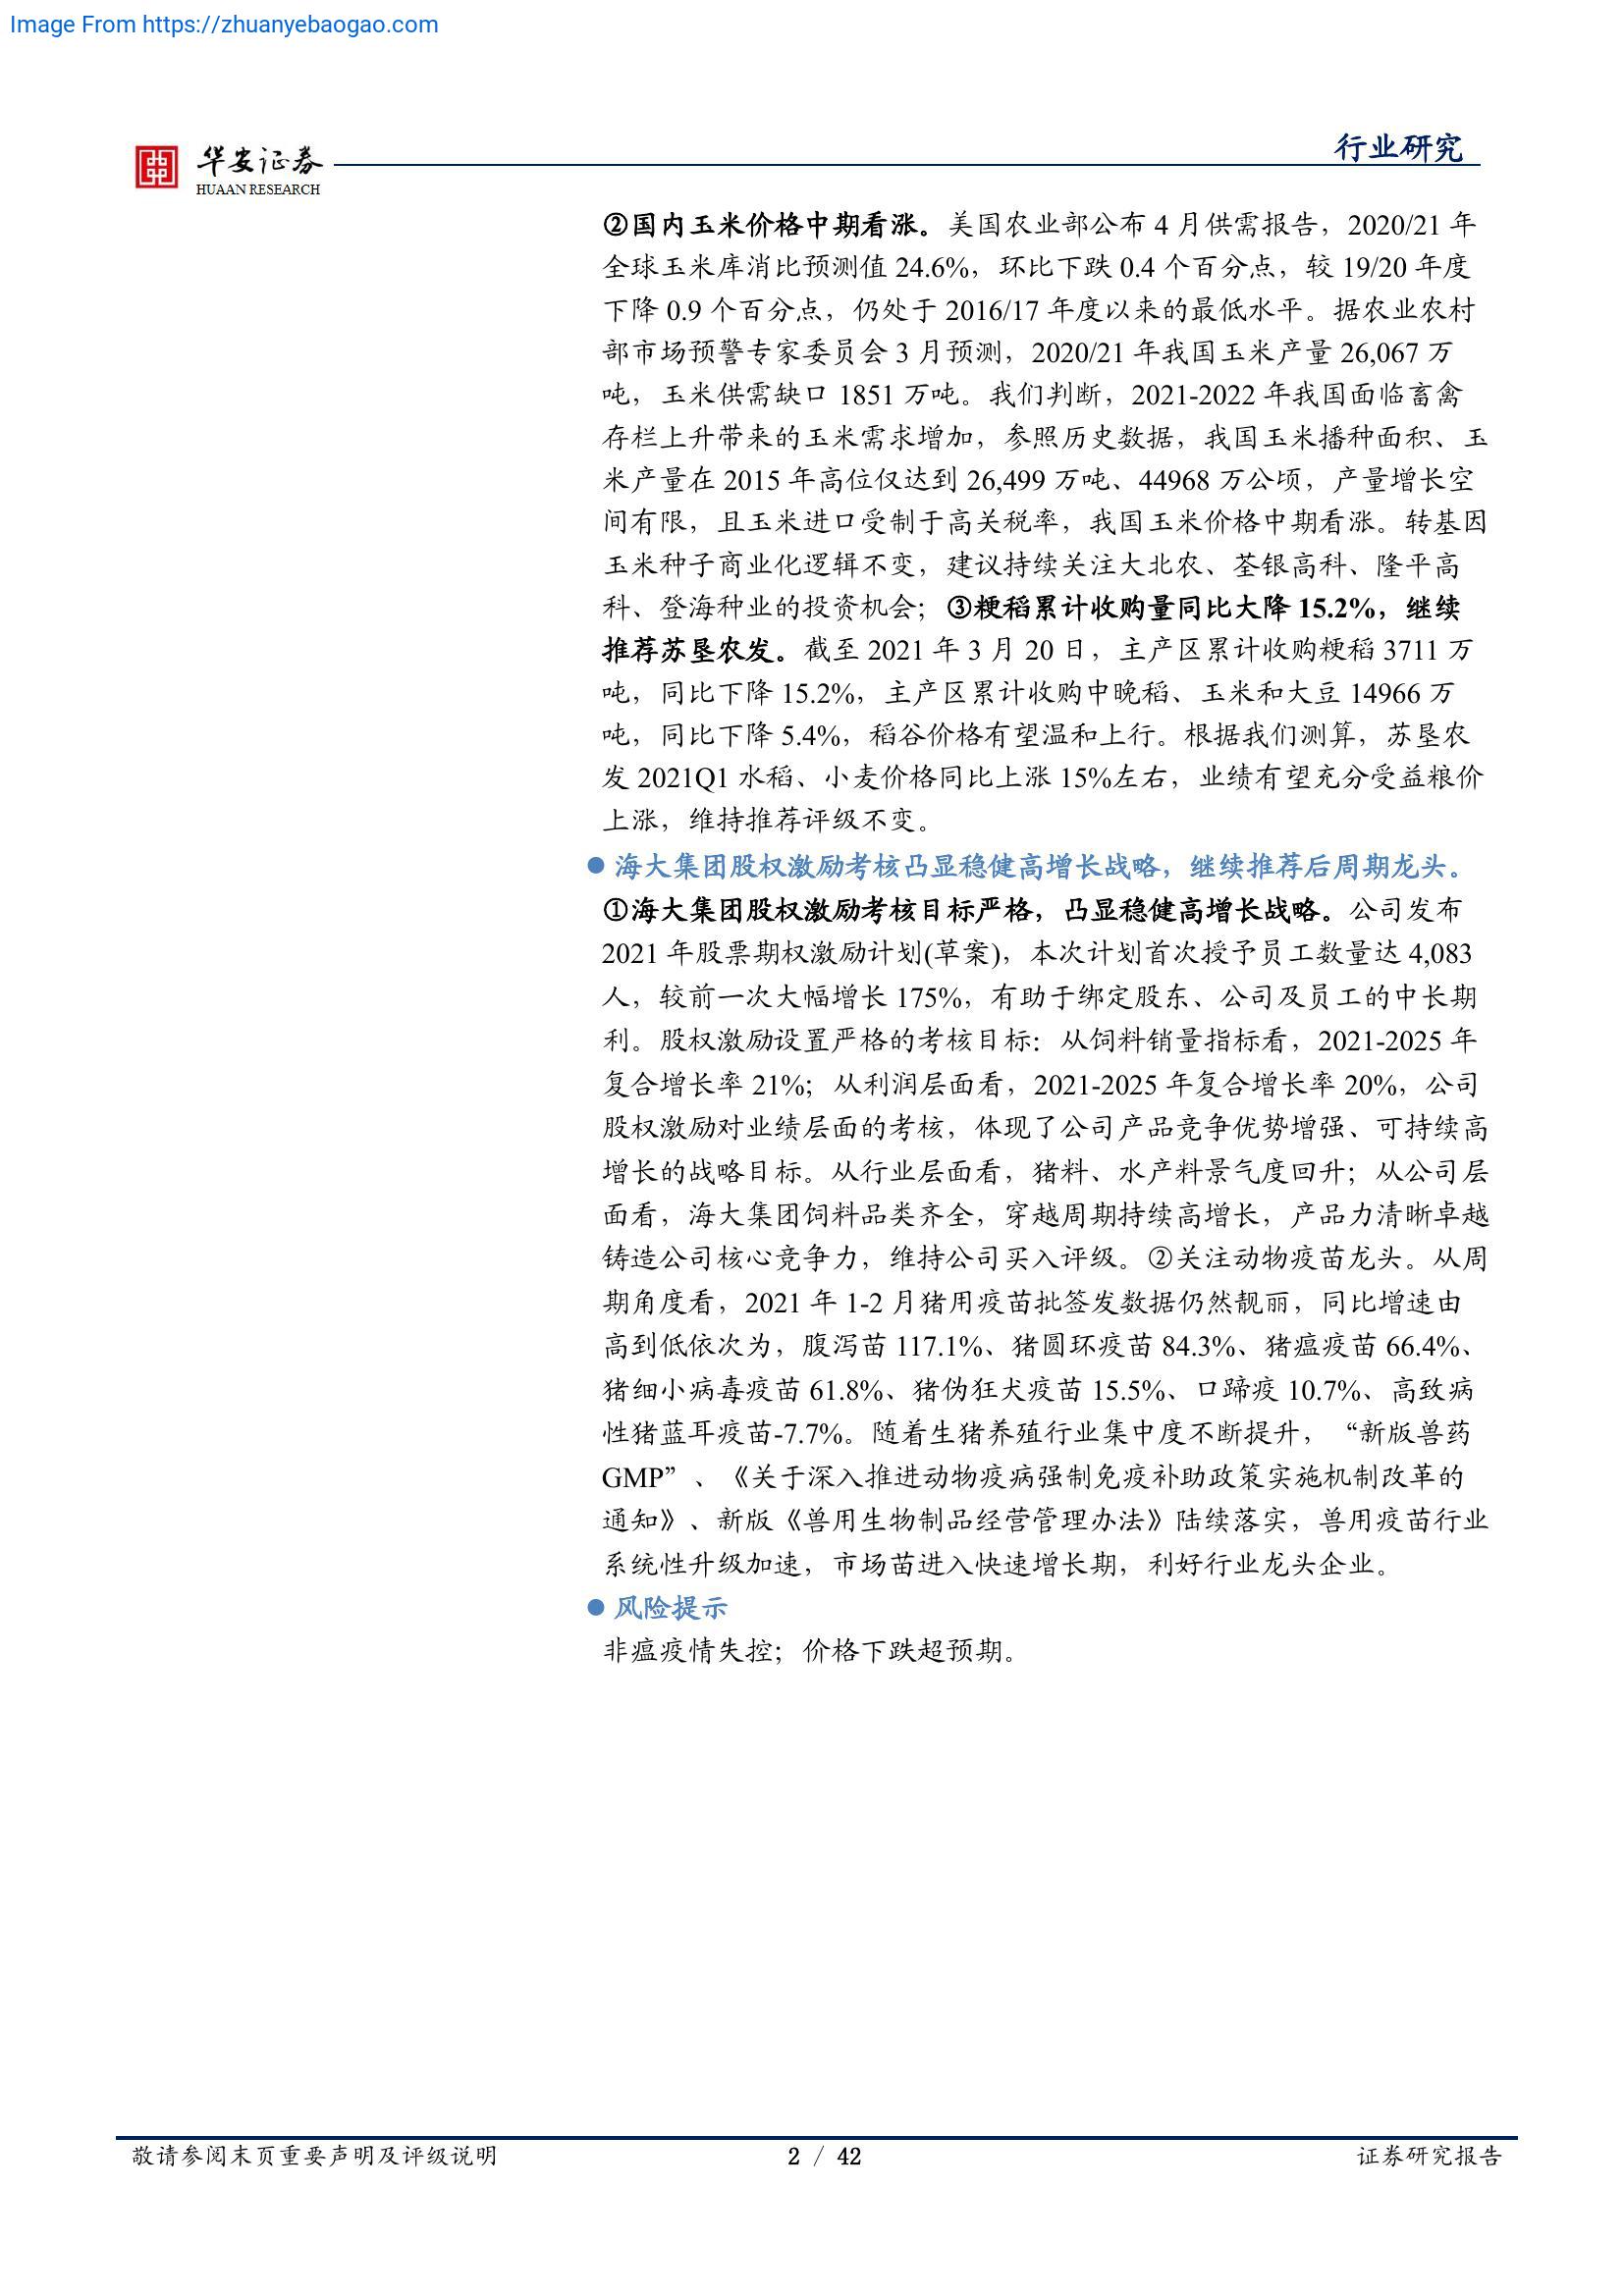 Image From https://zhuanyebaogao.com
华安证券
HUAAN RESEARCH
行业研究
②国内玉米价格中期看涨。美国农业部公布 4 月供需报告，2020/21 年
全球玉米库消比预测值 24.6%，环比下跌 0.4 个百分点，较 19/20 年度
下降 0.9 个百分点，仍处于 2016/17 年度以来的最低水平。据农业农村
部市场预警专家委员会 3 月预测，2020/21 年我国玉米产量 26,067 万
吨，玉米供需缺口 1851 万吨。我们判断，2021-2022 年我国面临畜禽
存栏上升带来的玉米需求增加，参照历史数据，我国玉米播种面积、玉
米产量在 2015 年高位仅达到 26,499 万吨、44968 万公顷，产量增长空
间有限，且玉米进口受制于高关税率，我国玉米价格中期看涨。转基因
玉米种子商业化逻辑不变，建议持续关注大北农、荃银高科、隆平高
科、登海种业的投资机会；③粳稻累计收购量同比大降 15.2%，继续
推荐苏垦农发。截至 2021 年 3 月 20 日，主产区累计收购粳稻 3711 万
吨，同比下降 15.2%，主产区累计收购中晚稻、玉米和大豆 14966 万
吨，同比下降 5.4%，稻谷价格有望温和上行。根据我们测算，苏垦农
发 2021Q1 水稻、小麦价格同比上涨 15%左右，业绩有望充分受益粮价
上涨，维持推荐评级不变。
● 海大集团股权激励考核凸显稳健高增长战略，继续推荐后周期龙头。
①海大集团股权激励考核目标严格，凸显稳健高增长战略。公司发布
2021 年股票期权激励计划(草案)，本次计划首次授予员工数量达 4,083
人，较前一次大幅增长 175%，有助于绑定股东、公司及员工的中长期
利。股权激励设置严格的考核目标：从饲料销量指标看，2021-2025 年
复合增长率 21%；从利润层面看，2021-2025 年复合增长率 20%，公司
股权激励对业绩层面的考核，体现了公司产品竞争优势增强、可持续高
增长的战略目标。从行业层面看，猪料、水产料景气度回升；从公司层
面看，海大集团饲料品类齐全，穿越周期持续高增长，产品力清晰卓越
铸造公司核心竞争力，维持公司买入评级。②关注动物疫苗龙头。从周
期角度看，2021 年 1-2 月猪用疫苗批签发数据仍然靓丽，同比增速由
高到低依次为，腹泻苗 117.1%、猪圆环疫苗 84.3%、猪瘟疫苗 66.4%、
猪细小病毒疫苗 61.8%、猪伪狂犬疫苗 15.5%、口蹄疫 10.7%、高致病
性猪蓝耳疫苗-7.7%。随着生猪养殖行业集中度不断提升，“新版兽药
GMP”、《关于深入推进动物疫病强制免疫补助政策实施机制改革的
通知》、新版《兽用生物制品经营管理办法》陆续落实，兽用疫苗行业
系统性升级加速，市场苗进入快速增长期，利好行业龙头企业。
● 风险提示
非瘟疫情失控；价格下跌超预期。
敬请参阅末页重要声明及评级说明
2 / 42
证券研究报告